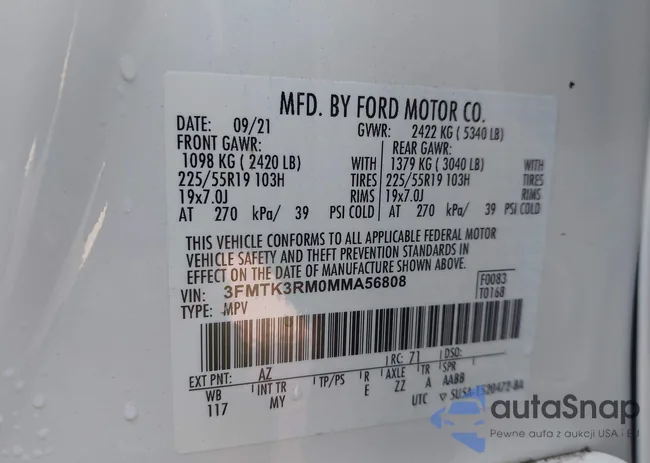 MFD. BY FORD MOTOR CO.
DATE: 09/21 GVWR: 2422 KG ( 5340 LB)
FRONT GAWR: REAR GAWR:
1098 KG ( 2420 LB) WITH 1379 KG ( 3040 LB) WITH
225/55R19 103H TIRES 225/55R19 103H TIRES
19x7.0J RIMS 19x7.0J RIMS
AT 270 kPa/ 39 PSI COLD AT 270 kPa/ 39 PSI COLD
THIS VEHICLE CONFORMS TO ALL APPLICABLE FEDERAL MOTOR
VEHICLE SAFETY AND THEFT PREVENTION STANDARDS IN
EFFECT ON THE DATE OF MANUFACTURE SHOWN ABOVE.
VIN: 3FMTK3RM0MMA56808 F0083
TYPE: MPV T0168
RC: 71 DSO:
EXT PNT: AZ
WB INT TR TP/PS R AXLE TR SPR
117 MY E ZZ A AABB
UTC ▽ SU5A-1520472-BA
autaSnap
Pewne auta z aukcji USA i EU